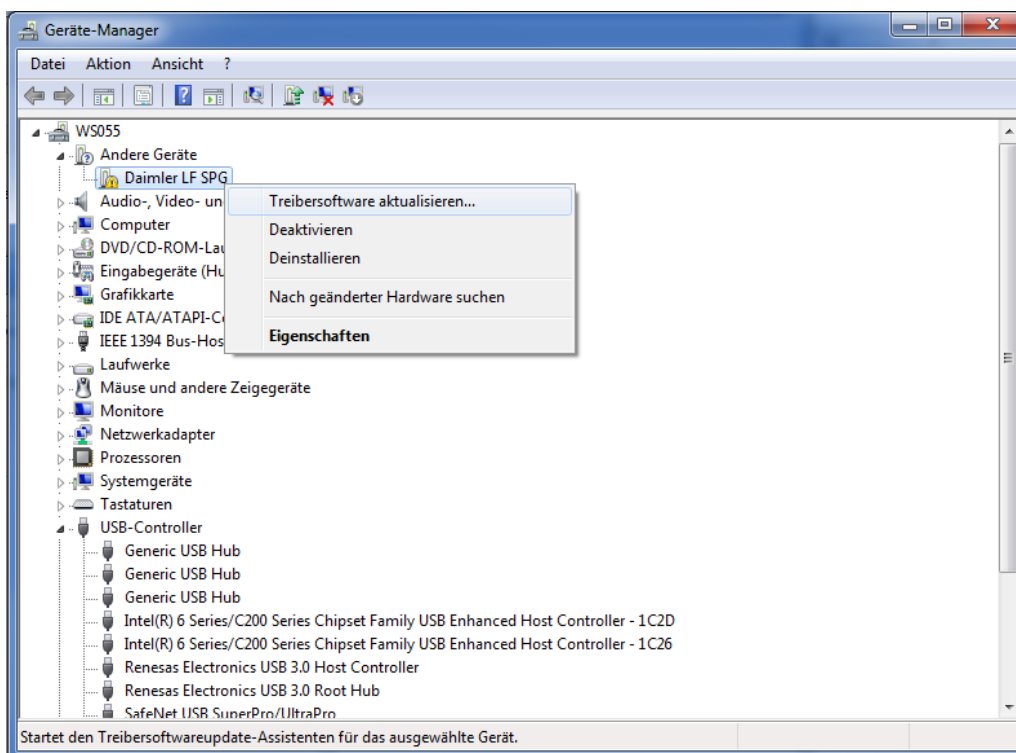 Geräte-Manager
Datei Aktion Ansicht ?
WS055
Andere Geräte
Daimler LF SPG
Audio-, Video- un
Computer
DVD/CD-ROM-Lau
Eingabegeräte (Hu
Grafikkarte
IDE ATA/ATAPI-C
IEEE 1394 Bus-Hos
Laufwerke
Mäuse und andere Zeigegeräte
Monitore
Netzwerkadapter
Prozessoren
Systemgeräte
Tastaturen
USB-Controller
Generic USB Hub
Generic USB Hub
Generic USB Hub
Intel(R) 6 Series/C200 Series Chipset Family USB Enhanced Host Controller - 1C2D
Intel(R) 6 Series/C200 Series Chipset Family USB Enhanced Host Controller - 1C26
Renesas Electronics USB 3.0 Host Controller
Renesas Electronics USB 3.0 Root Hub
SafeNet USB SuperPro/UltraPro
Treibersoftware aktualisieren...
Deaktivieren
Deinstallieren
Nach geänderter Hardware suchen
Eigenschaften
Startet den Treibersoftwareupdate-Assistenten für das ausgewählte Gerät.